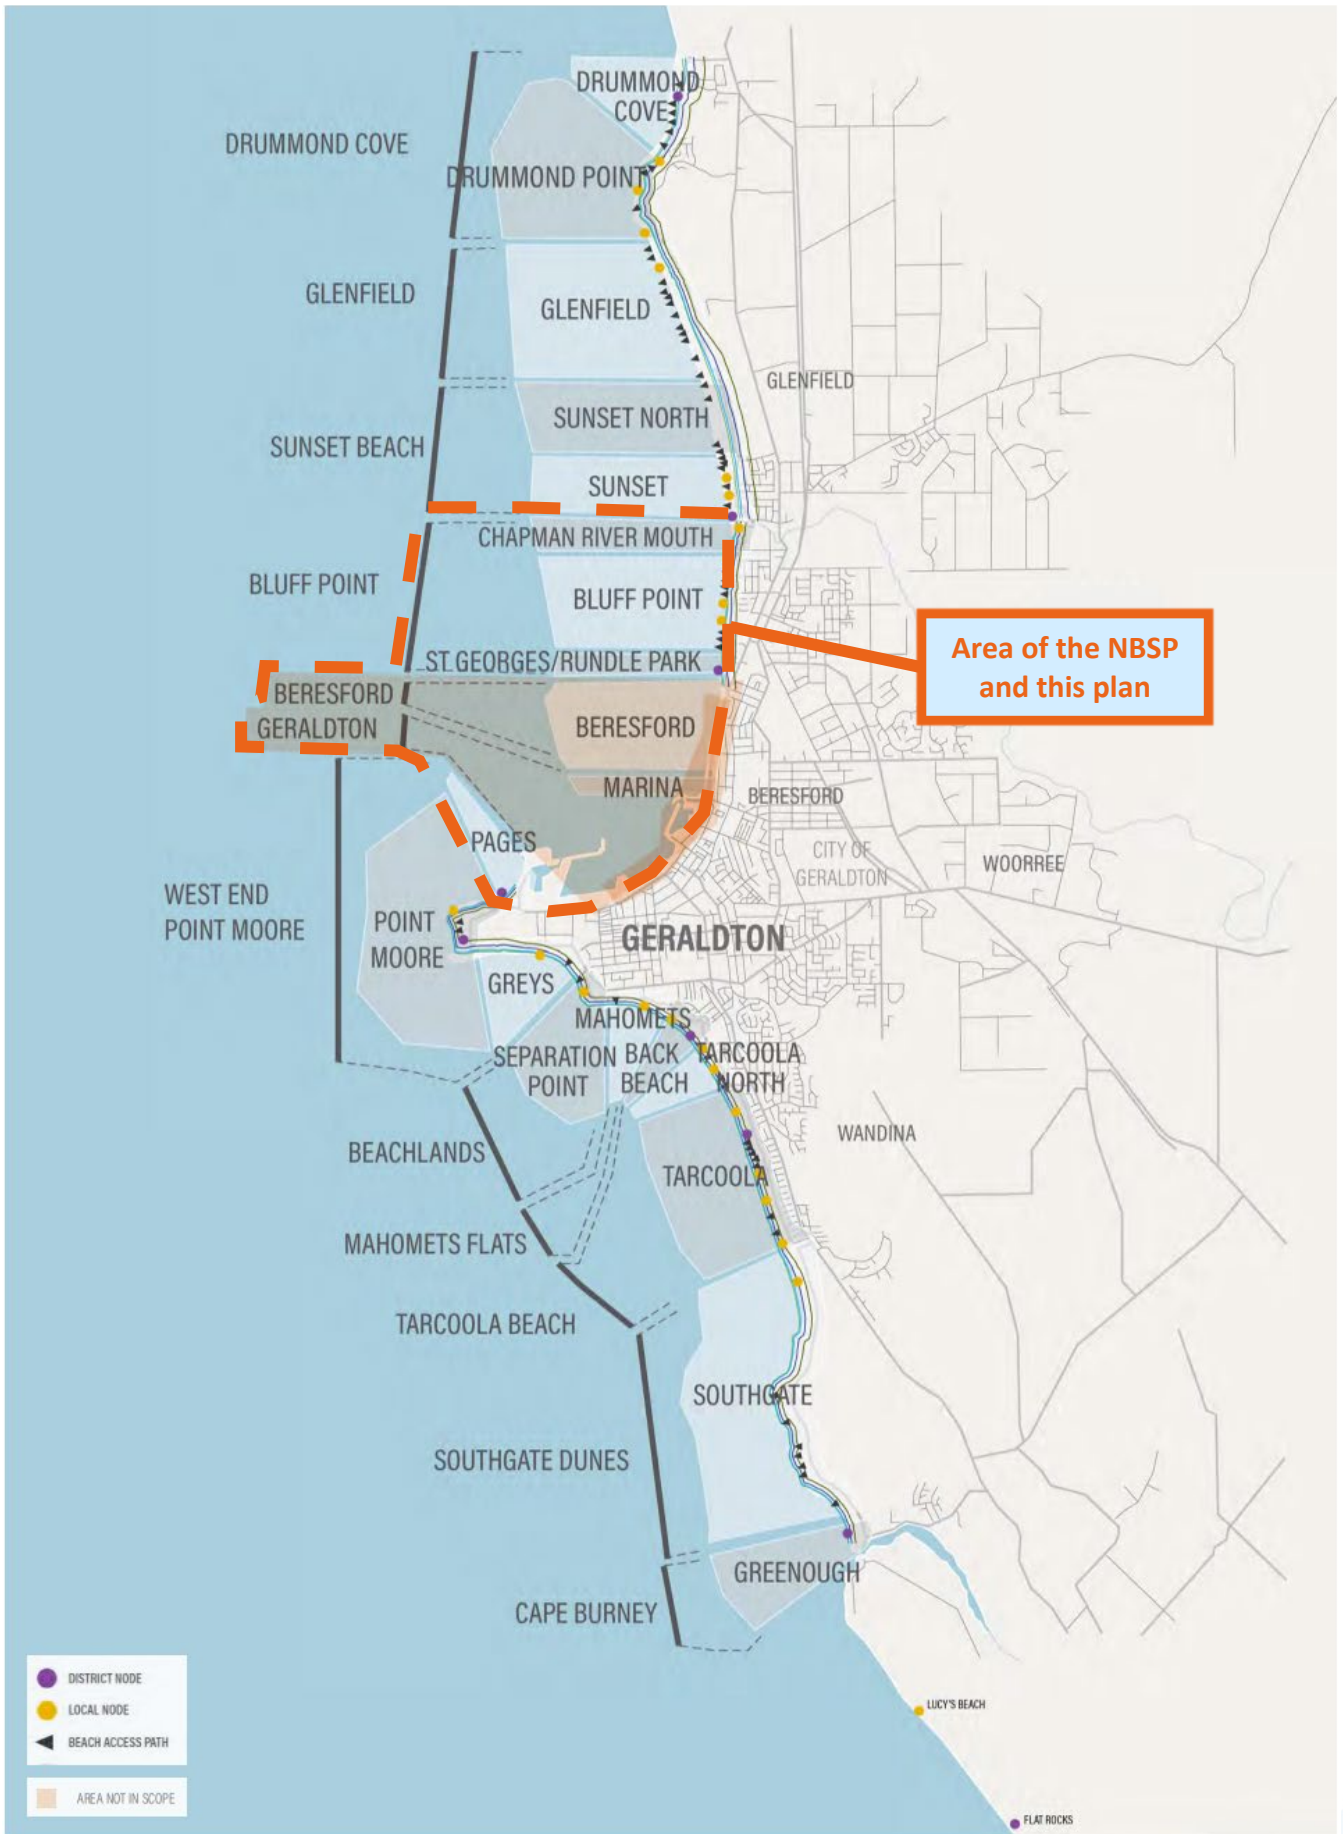 DRUMMOND
COVE
DRUMMOND COVE
DRUMMOND POINT
GLENFIELD
GLENFIELD
GLENFIELD
SUNSET NORTH
SUNSET BEACH
SUNSET
CHAPMAN RIVER MOUTH
BLUFF POINT
BLUFF POINT
Area of the NBSP
and this plan
ST.GEORGES/RUNDLE PARK
BERESFORD
GERALDTON
BERESFORD
MARINA
BERESFORD
PAGES
CITY OF
GERALDTON
WOORREE
WEST END
POINT MOORE
POINT
MOORE
GERALDTON
GREYS
MAHOMETS
SEPARATION
POINT
BACK
BEACH
TARCOOLA
NORTH
WANDINA
BEACHLANDS
TARCOOLA
MAHOMETS FLATS
TARCOOLA BEACH
SOUTHGATE
SOUTHGATE DUNES
GREENOUGH
CAPE BURNEY
DISTRICT NODE
LOCAL NODE
BEACH ACCESS PATH
AREA NOT IN SCOPE
LUCY'S BEACH
FLAT ROCKS